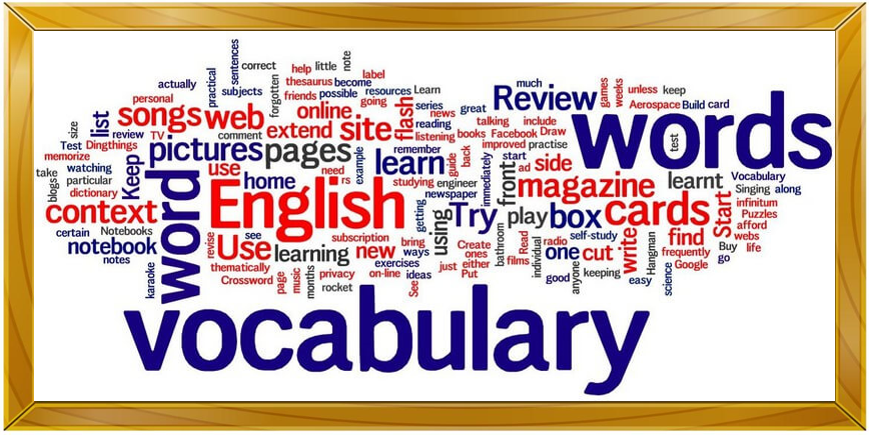 sentences
correct
help little note
actually practical forgotten thesaurus become label
subjects friends possible resources Learn much games weeks unless keep
personal going series news great Review Aerospace Build card
size list songs web online flash reading talking include words
review TV comment extend site listening books Facebook Draw test
Test Dingthings pictures pages remember guide back improved practise
memorize Keep example learn immediately start ad side
take watching use home need rs studying engineer front magazine learnt Vocabulary
blogs particular word English newspaper Singing along
dictionary getting using Try play box cards Start infinitum
context Puzzles
certain Notebooks revise see bathroom self-study write Hangman find afford
notebook Use learning subscription new bring ways Create ones Read individual radio one cut frequently webs
notes thematically exercises either films anyone Buy life
karaoke Crossword page music months privacy on-line ideas just Put good keeping science Google go
rocket See easy
vocabulary